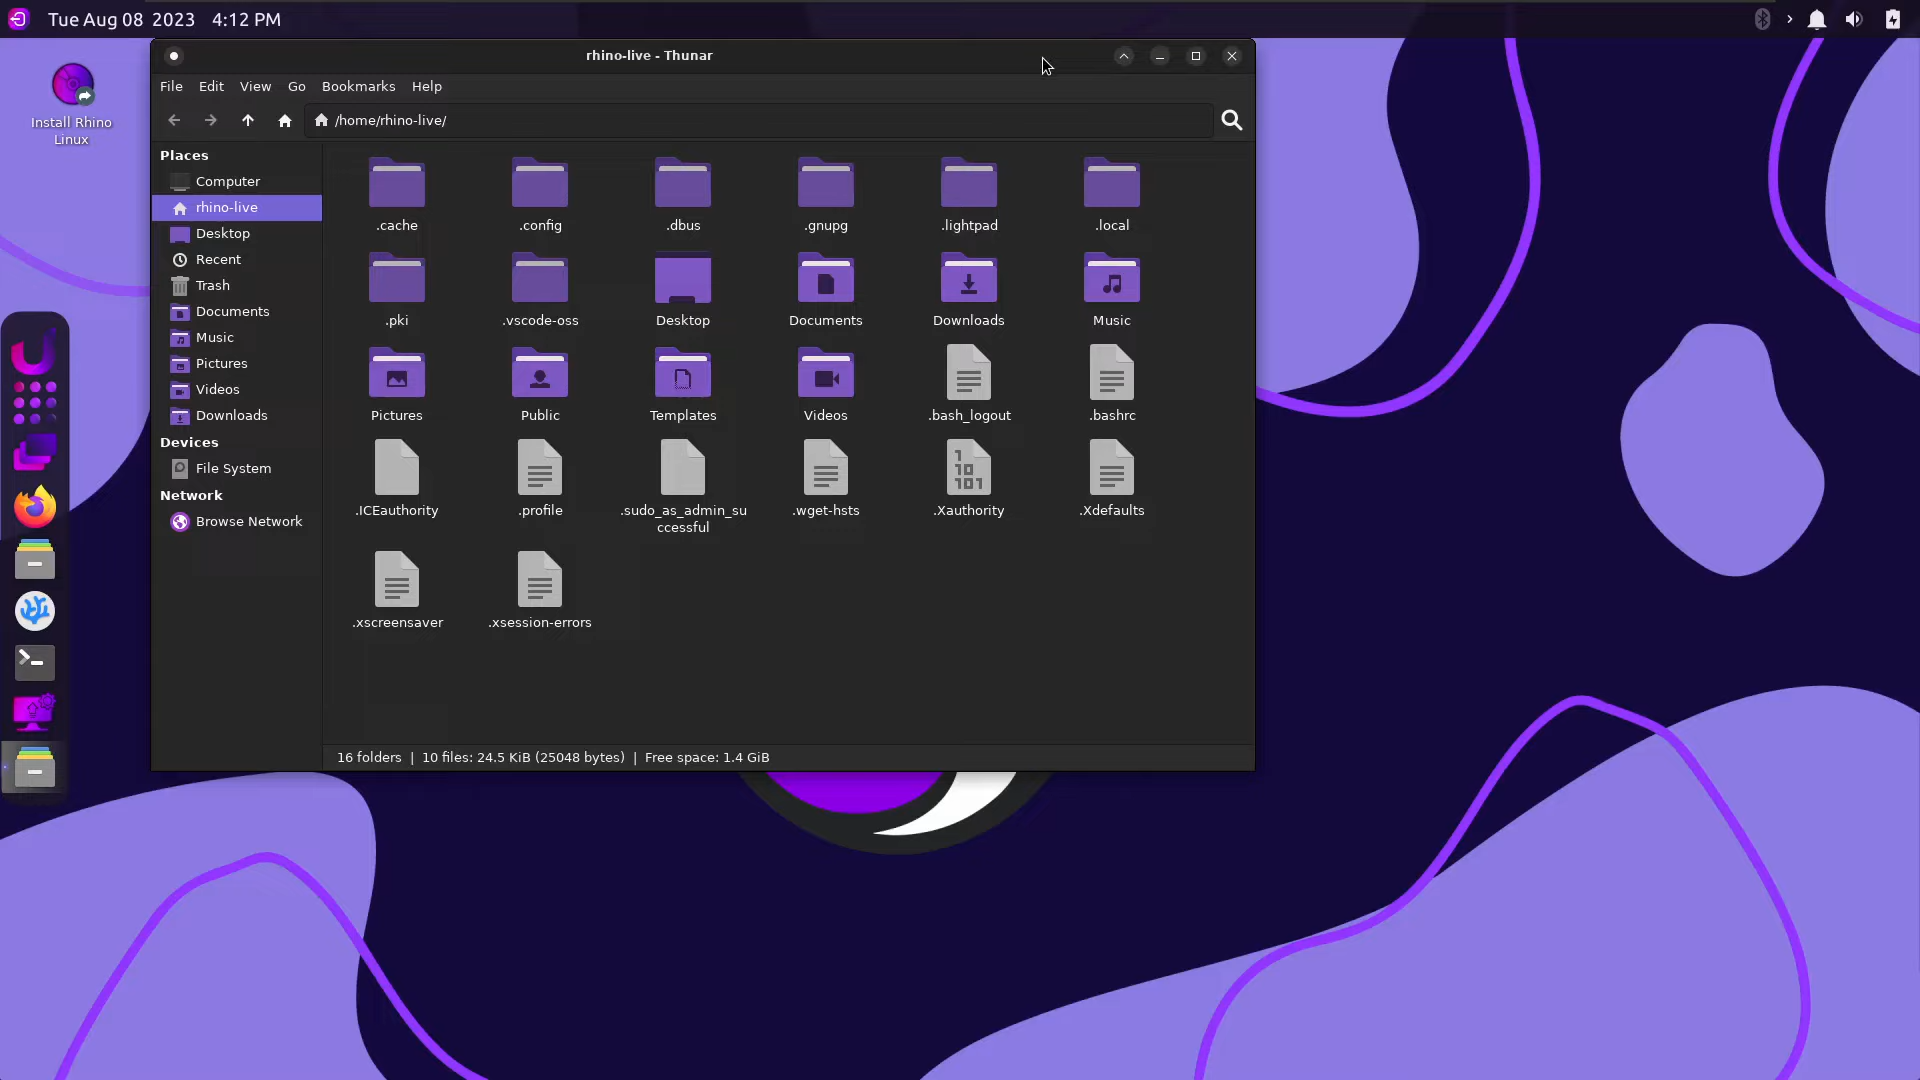 Tue Aug 08 2023 4:12 PM
Install Rhino
Linux
rhino-live - Thunar
File Edit View Go Bookmarks Help
/home/rhino-live/
Places
Computer
rhino-live
Desktop
Recent
Trash
Documents
Music
Pictures
Videos
Downloads
Devices
File System
Network
Browse Network
.cache .config .dbus .gnupg .lightpad .local
.pki .vscode-oss Desktop Documents Downloads Music
Pictures Public Templates Videos .bash_logout .bashrc
1
10
101
.ICEauthority .profile .sudo_as_admin_su .wget-hsts .Xauthority .Xdefaults
ccessful
.xscreensaver .xsession-errors
16 folders | 10 files: 24.5 KiB (25048 bytes) | Free space: 1.4 GiB